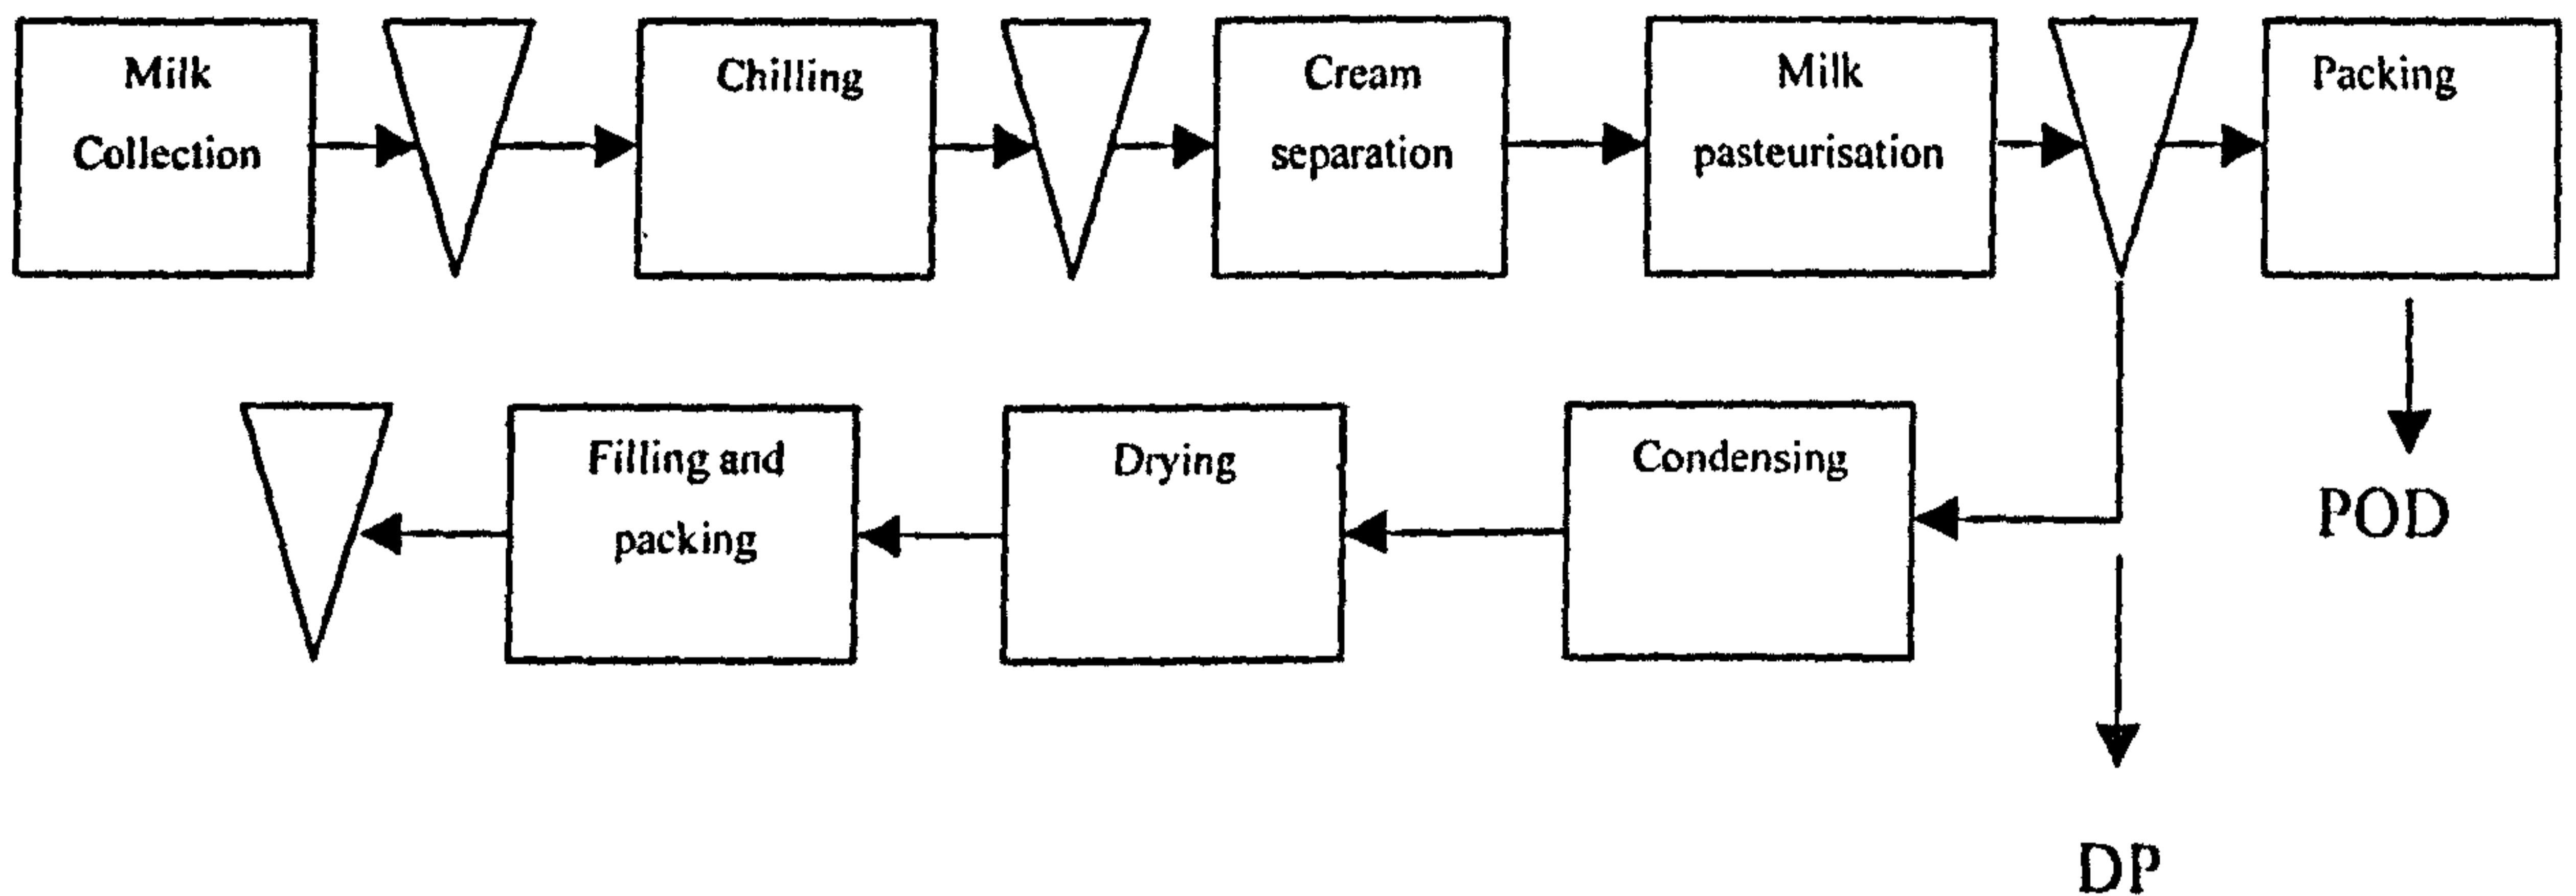 Milk
Collection
Chilling
Cream
separation
Milk
pasteurisation
Packing
Filling and
packing
Drying
Condensing
POD
DP